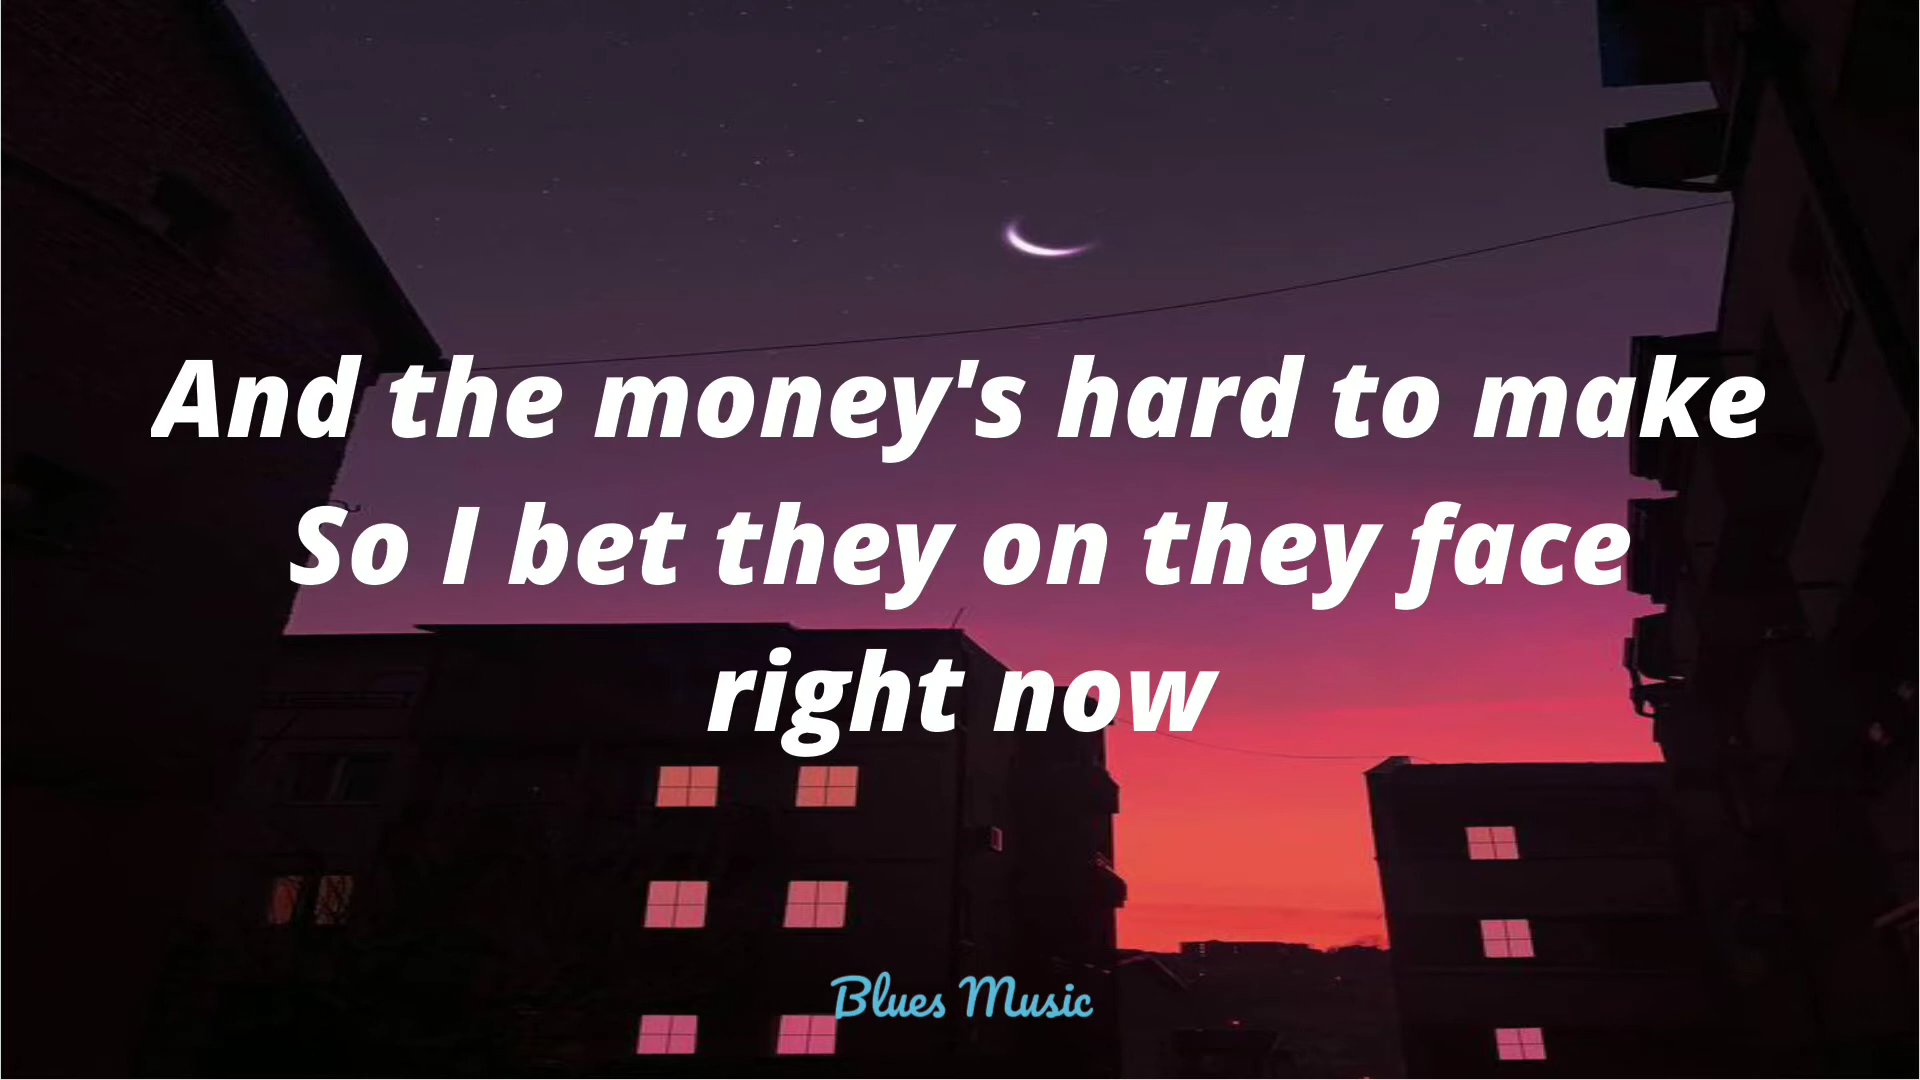 And the money's hard to make
So I bet they on they face
right now
Blues Music